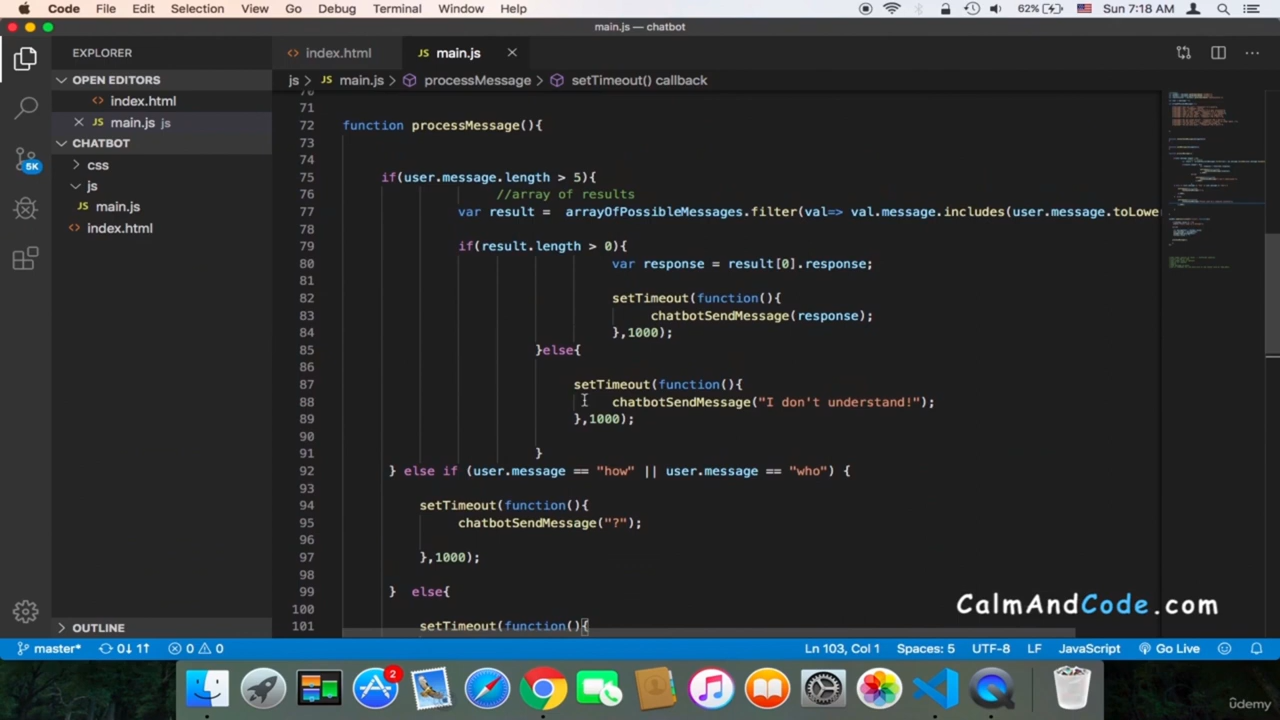 Code File Edit Selection View Go Debug Terminal Window Help 62% Sun 7:18 AM
main.js — chatbot
EXPLORER
index.html main.js
OPEN EDITORS
js main.js processMessage setTimeout() callback
index.html
main.js js
CHATBOT
css
js
main.js
index.html
5K
71
72 function processMessage(){
73
74
75 if(user.message.length > 5){
76 //array of results
77 var result = arrayOfPossibleMessages.filter(val=> val.message.includes(user.message.toLower
78
79 if(result.length > 0){
80 var response = result[0].response;
81
82 setTimeout(function(){
83 chatbotSendMessage(response);
84 },1000);
85 }else{
86
87 setTimeout(function(){
88 chatbotSendMessage("I don't understand!");
89 },1000);
90
91 }
92 } else if (user.message == "how" || user.message == "who") {
93
94 setTimeout(function(){
95 chatbotSendMessage("?");
96
97 },1000);
98
99 } else{
100
101 setTimeout(function(){
CalmAndCode.com
OUTLINE
master* 0↓ 1↑ 0 0 Ln 103, Col 1 Spaces: 5 UTF-8 LF JavaScript Go Live
2
ûdemy